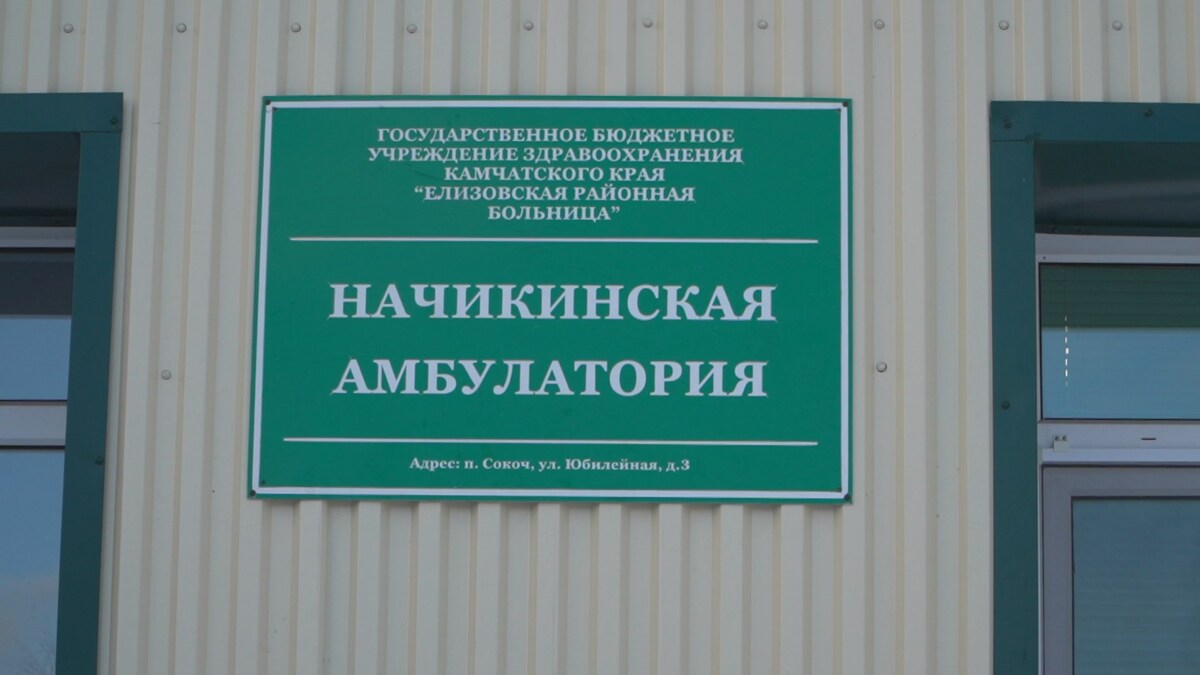 ГОСУДАРСТВЕННОЕ БЮДЖЕТНОЕ
УЧРЕЖДЕНИЕ ЗДРАВООХРАНЕНИЯ
КАМЧАТСКОГО КРАЯ
“ЕЛИЗОВСКАЯ РАЙОННАЯ
БОЛЬНИЦА”
НАЧИКИНСКАЯ
АМБУЛАТОРИЯ
Адрес: п. Сокоч, ул. Юбилейная, д.3